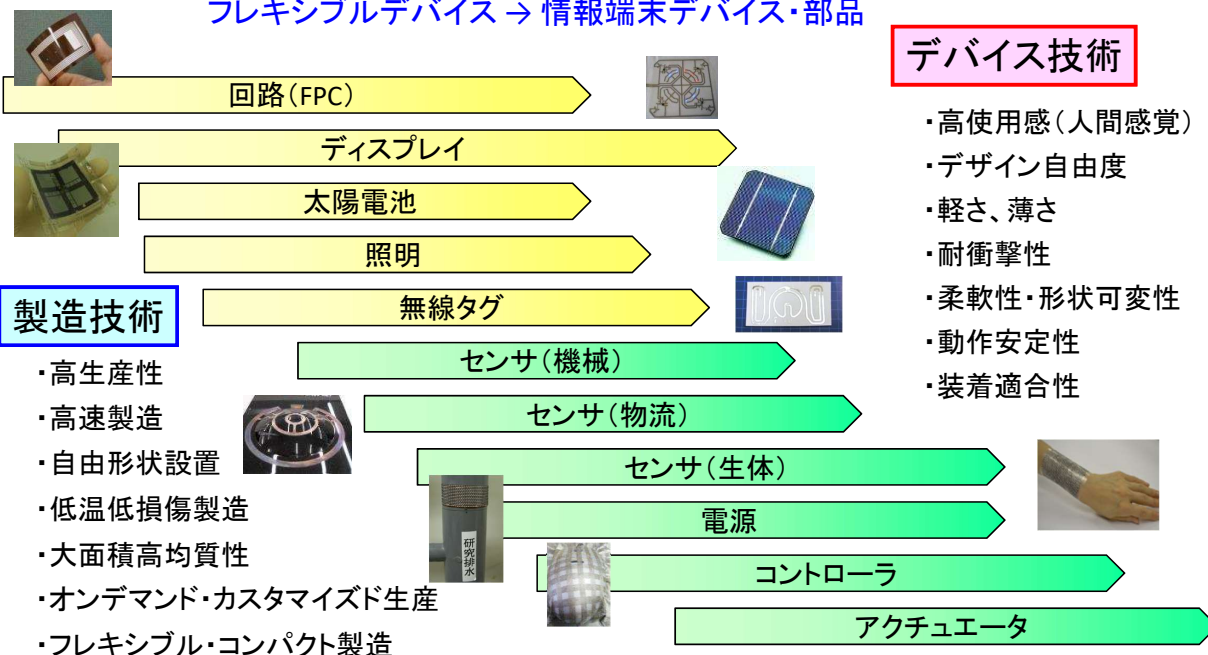 フレキシブルデバイス → 情報端末デバイス・部品
デバイス技術
・高使用感（人間感覚）
・デザイン自由度
・軽さ、薄さ
・耐衝撃性
・柔軟性・形状可変性
・動作安定性
・装着適合性
回路（FPC）
ディスプレイ
太陽電池
照明
無線タグ
センサ（機械）
センサ（物流）
センサ（生体）
電源
コントローラ
アクチュエータ
製造技術
・高生産性
・高速製造
・自由形状設置
・低温低損傷製造
・大面積高均質性
・オンデマンド・カスタマイズド生産
・フレキシブル・コンパクト製造
研究排水